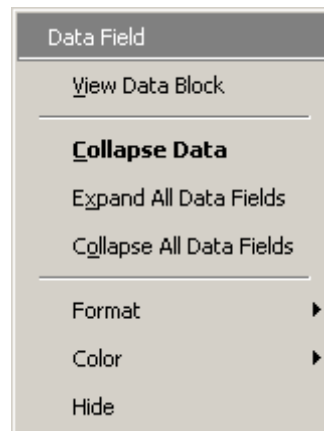 Data Field
View Data Block
Collapse Data
Expand All Data Fields
Collapse All Data Fields
Format
Color
Hide